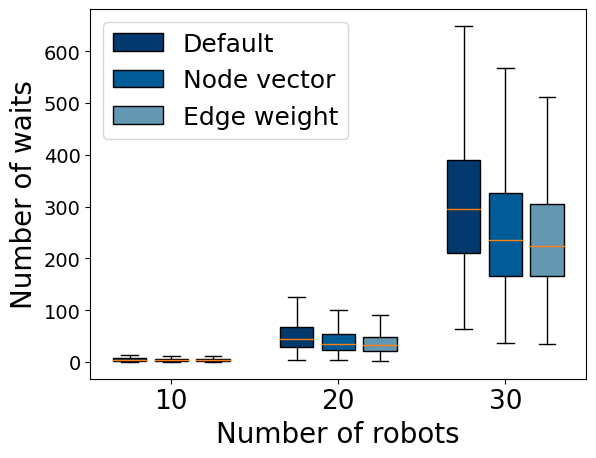 Default
Node vector
Edge weight
Number of waits
600
500
400
300
200
100
0
10 20 30
Number of robots